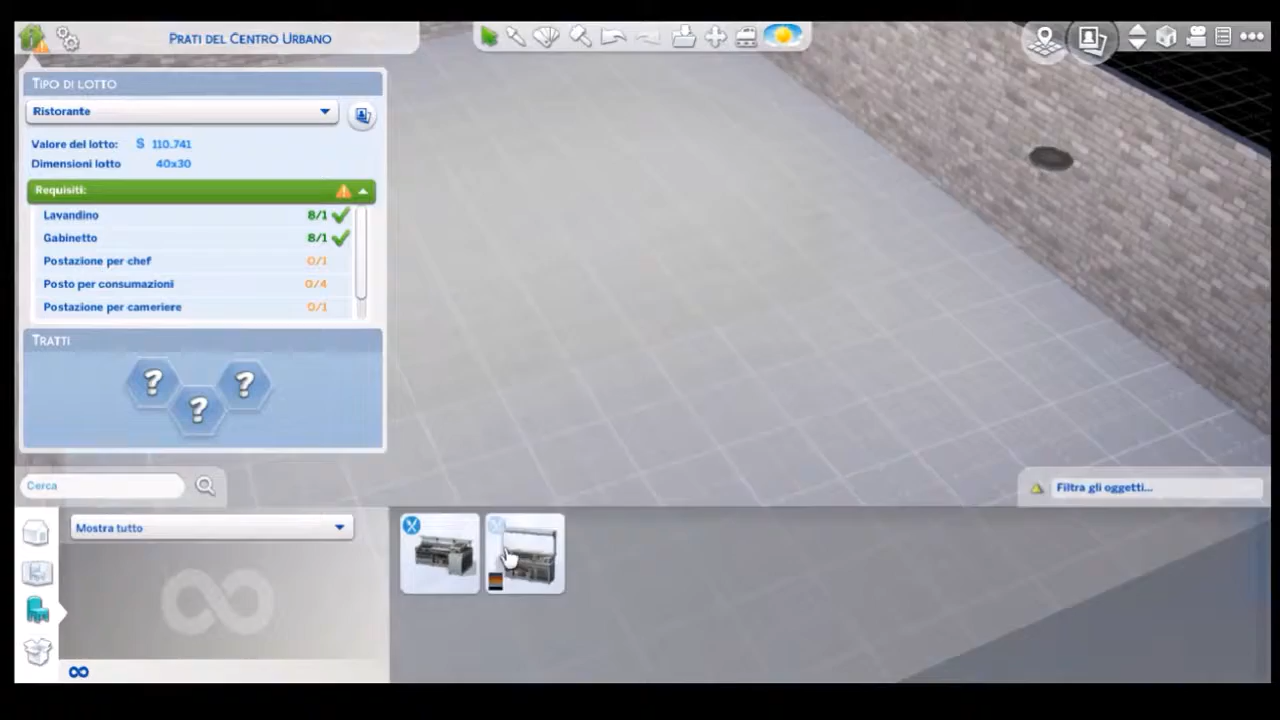 PRATI DEL CENTRO URBANO
TIPO DI LOTTO
Ristorante
Valore del lotto: $ 110.741
Dimensioni lotto 40x30
Requisiti:
Lavandino 8/1
Gabinetto 8/1
Postazione per chef 0/1
Posto per consumazioni 0/4
Postazione per cameriere 0/1
TRATTI
? ? ?
Cerca
Filtra gli oggetti...
Mostra tutto